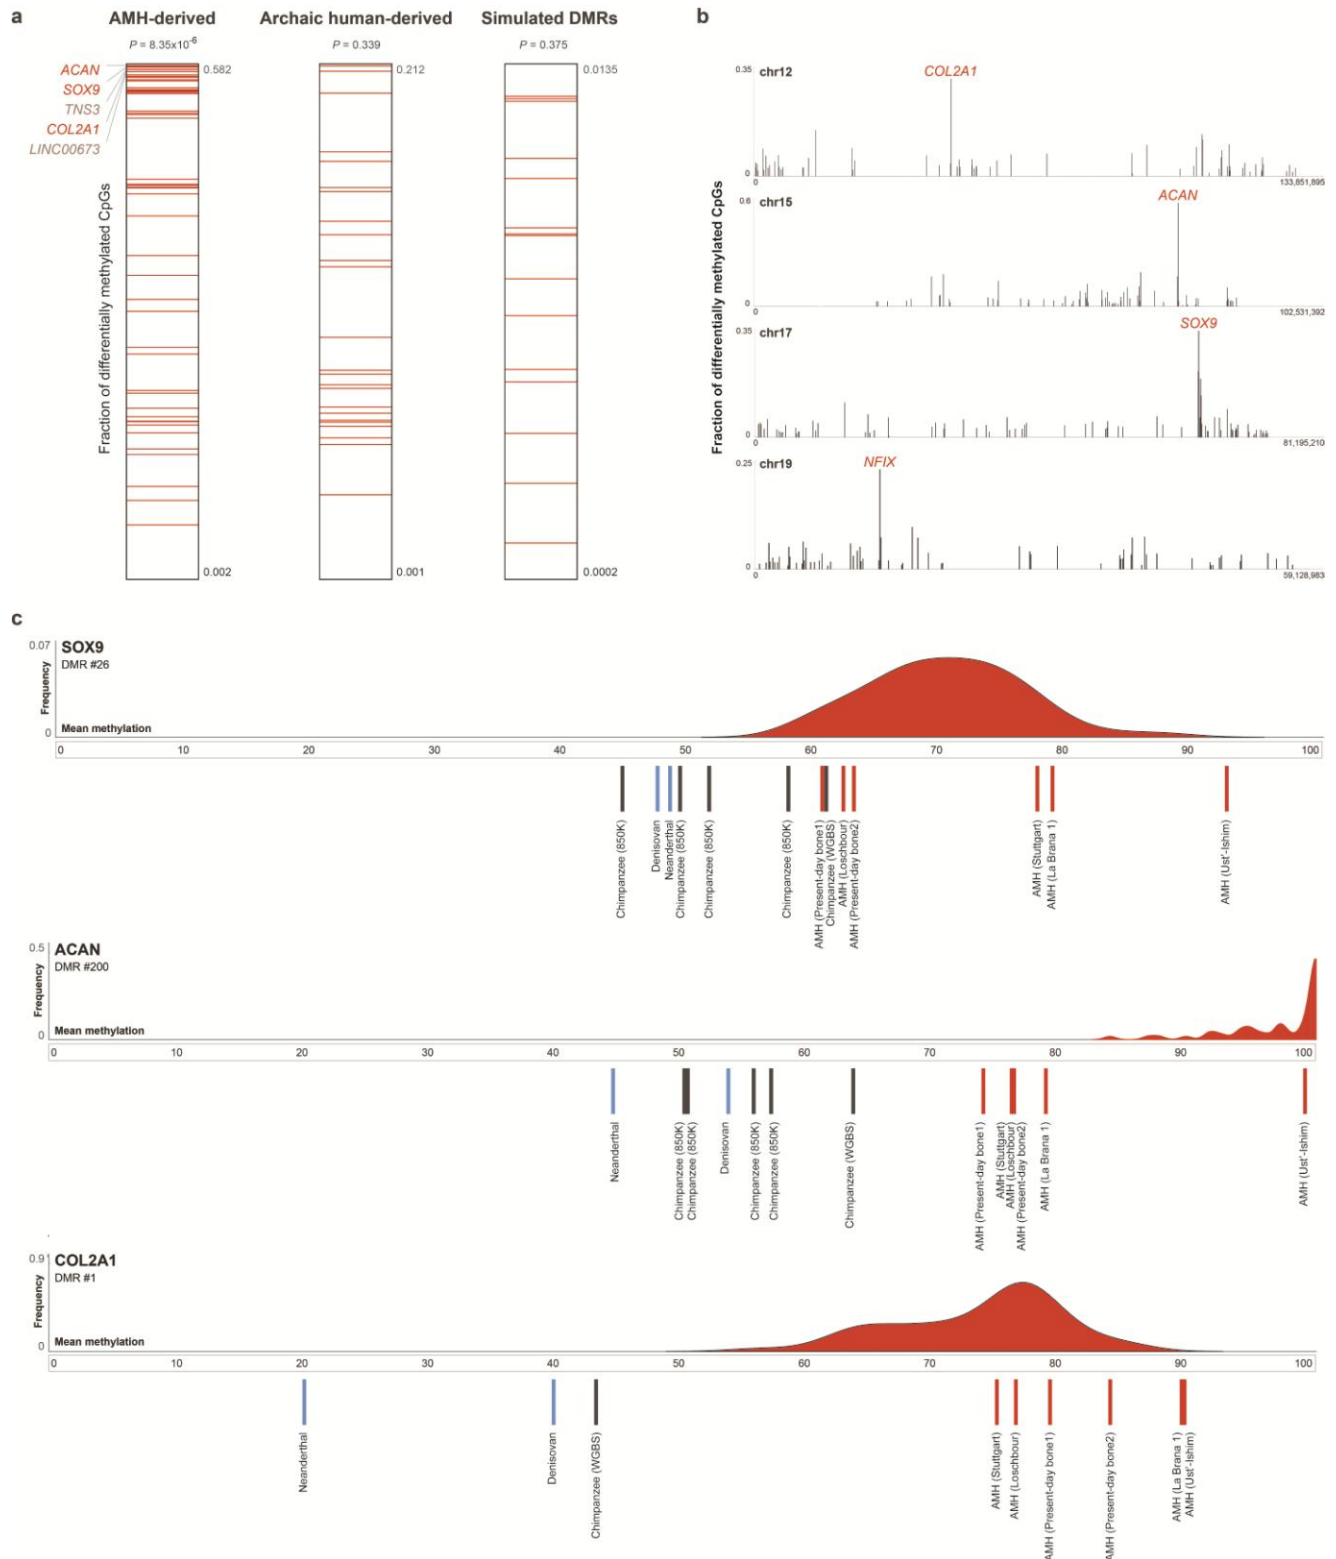 a
AMH-derived
Archaic human-derived
Simulated DMRs
P = 8.35x10-6
P = 0.339
P = 0.375
ACAN
SOX9
TNS3
COL2A1
LINC00673
Fraction of differentially methylated CpGs
0.582
0.002
0.212
0.001
0.0135
0.0002
b
Fraction of differentially methylated CpGs
0.35
chr12
COL2A1
0
0
133,851,895
0.6
chr15
ACAN
0
0
102,531,392
0.35
chr17
SOX9
0
0
81,195,210
0.25
chr19
NFIX
0
0
59,128,983
c
0.07
SOX9
DMR #26
Frequency
Mean methylation
0
0 10 20 30 40 50 60 70 80 90 100
Chimpanzee (850K)
Denisovan
Neanderthal
Chimpanzee (850K)
Chimpanzee (850K)
Chimpanzee (850K)
AMH (Present-day bone1)
Chimpanzee (WGBS)
AMH (Loschbour)
AMH (Present-day bone2)
AMH (Stuttgart)
AMH (La Brana 1)
AMH (Ust'-Ishim)
0.5
ACAN
DMR #200
Frequency
Mean methylation
0
0 10 20 30 40 50 60 70 80 90 100
Neanderthal
Chimpanzee (850K)
Chimpanzee (850K)
Denisovan
Chimpanzee (850K)
Chimpanzee (850K)
Chimpanzee (WGBS)
AMH (Present-day bone1)
AMH (Stuttgart)
AMH (Loschbour)
AMH (Present-day bone2)
AMH (La Brana 1)
AMH (Ust'-Ishim)
0.9
COL2A1
DMR #1
Frequency
Mean methylation
0
0 10 20 30 40 50 60 70 80 90 100
Neanderthal
Denisovan
Chimpanzee (WGBS)
AMH (Stuttgart)
AMH (Loschbour)
AMH (Present-day bone1)
AMH (Present-day bone2)
AMH (La Brana 1)
AMH (Ust'-Ishim)